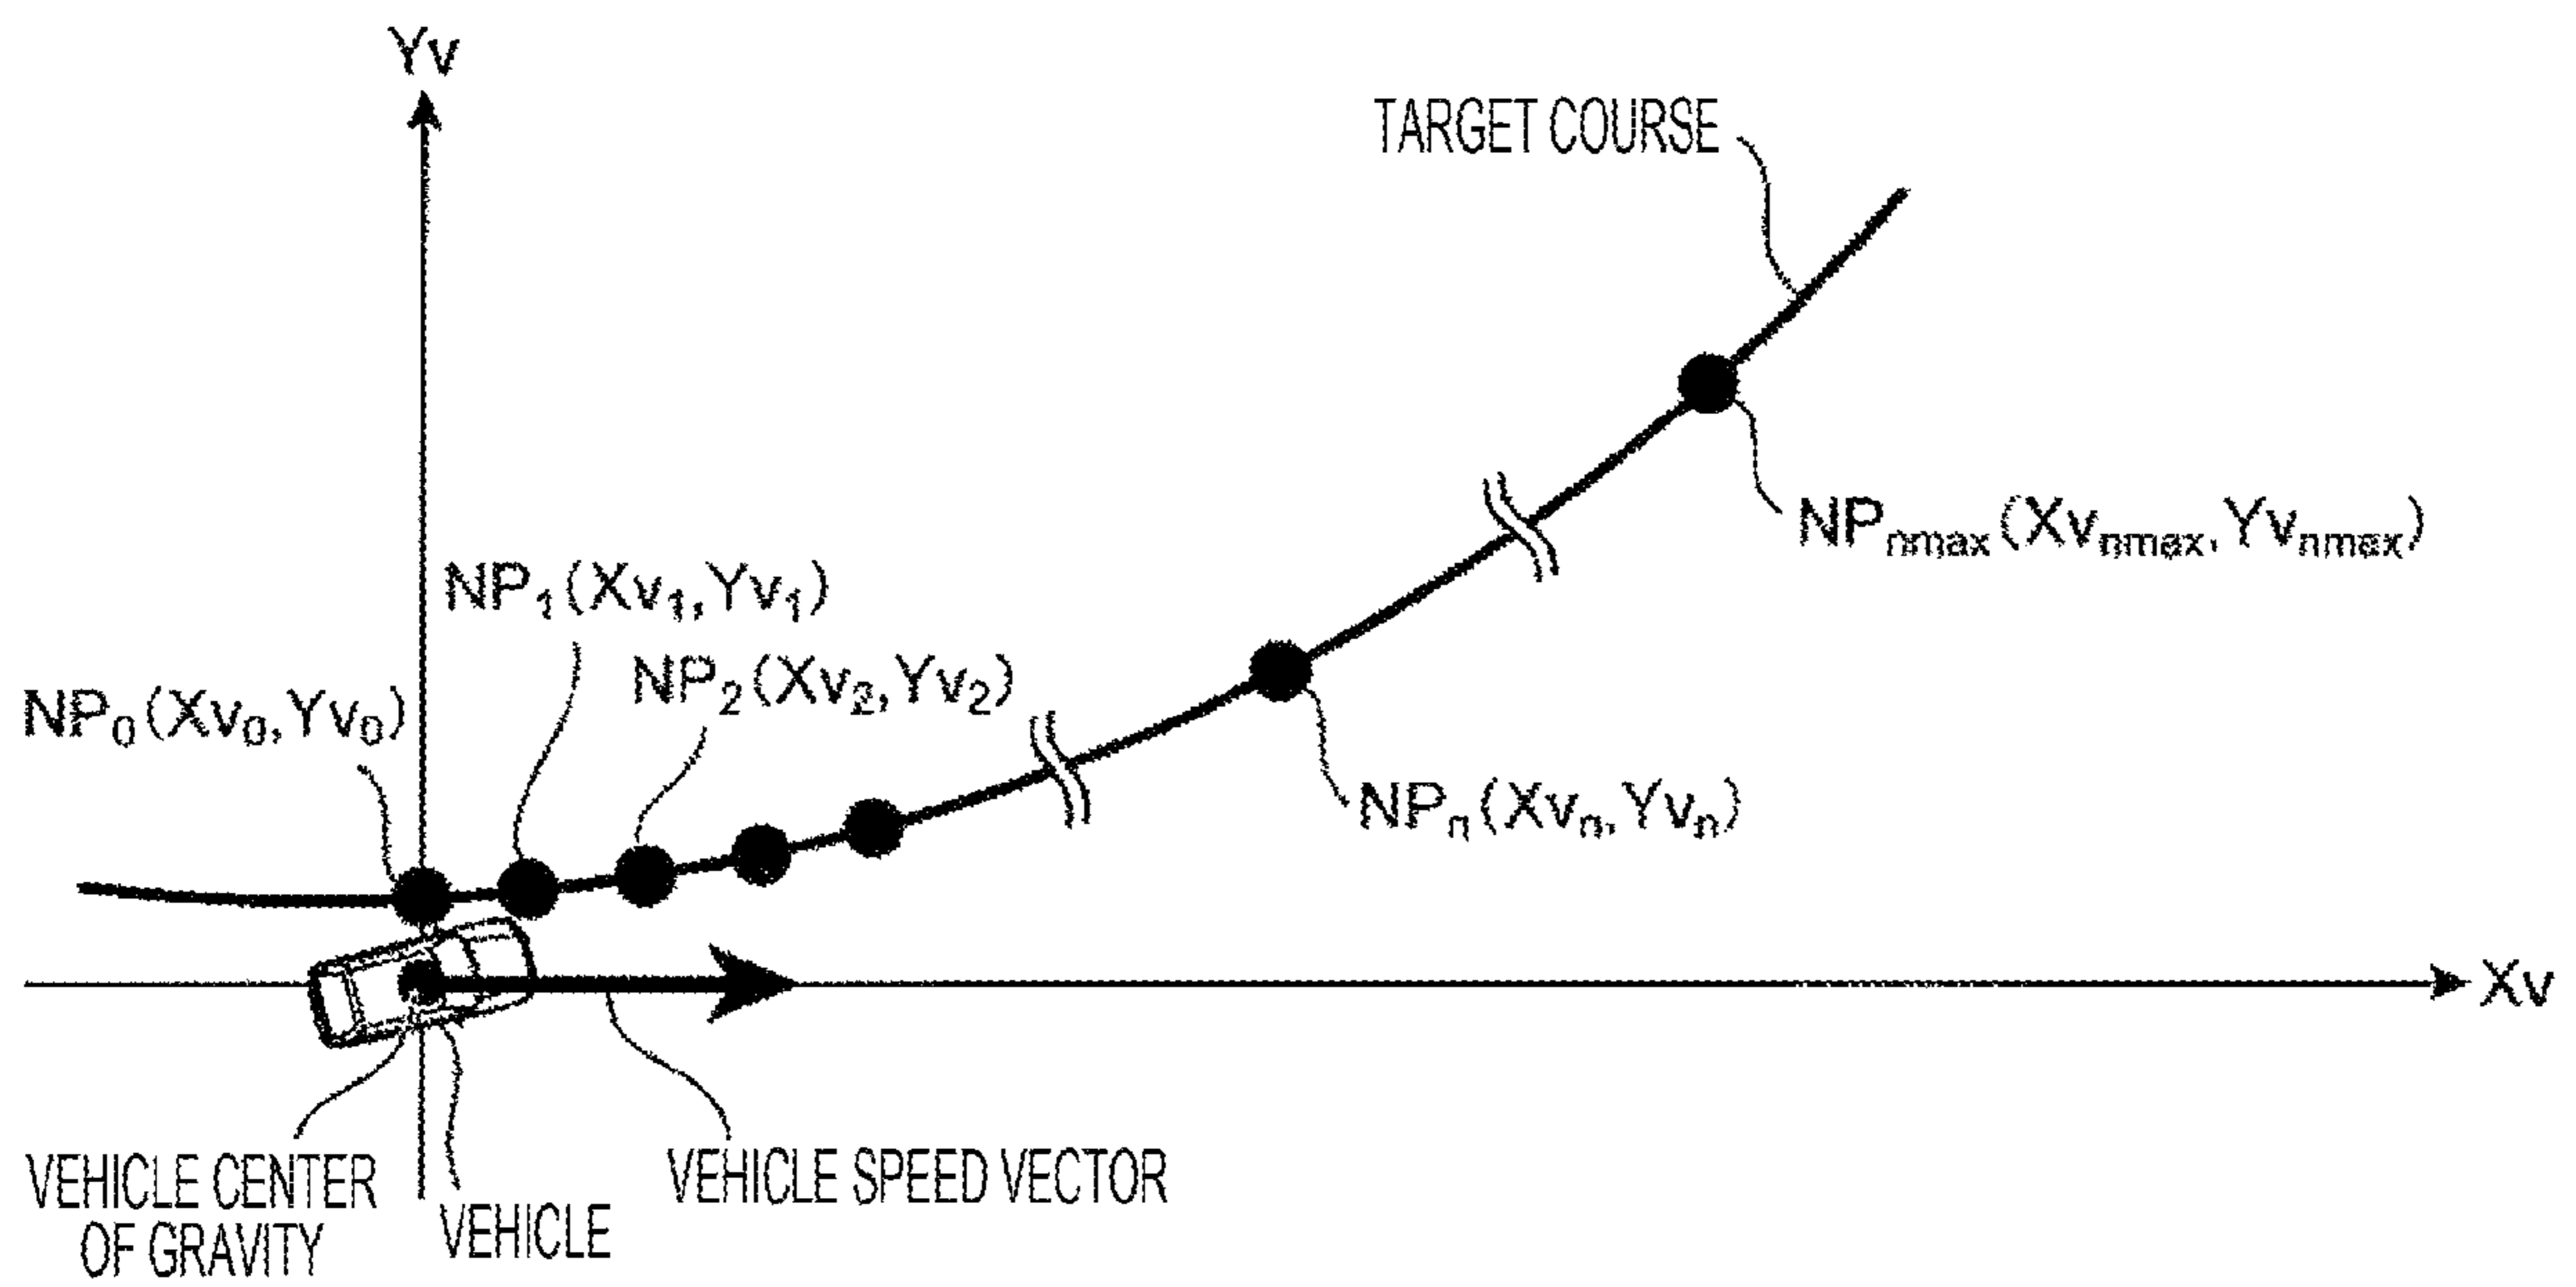 Yv
TARGET COURSE
NPnmax(Xvnmax,Yvnmax)
NP1(Xv1,Yv1)
NP2(Xv2,Yv2)
NP0(Xv0,Yv0)
NPn(Xvn,Yvn)
Xv
VEHICLE CENTER
OF GRAVITY
VEHICLE
VEHICLE SPEED VECTOR